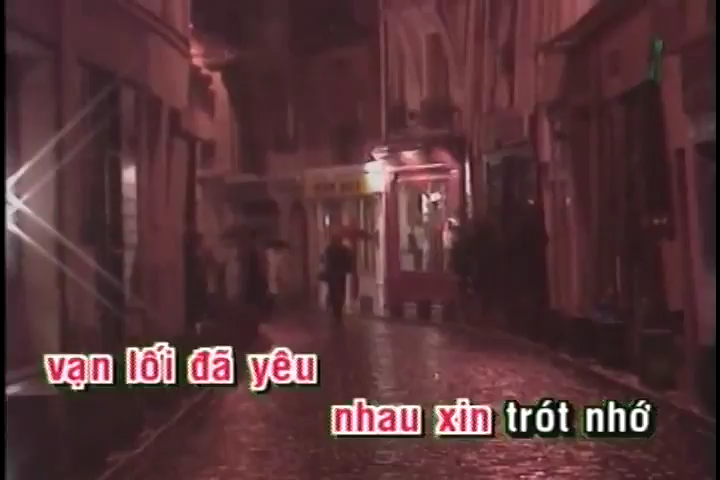 vạn lối đã yêu
nhau xin trót nhớ